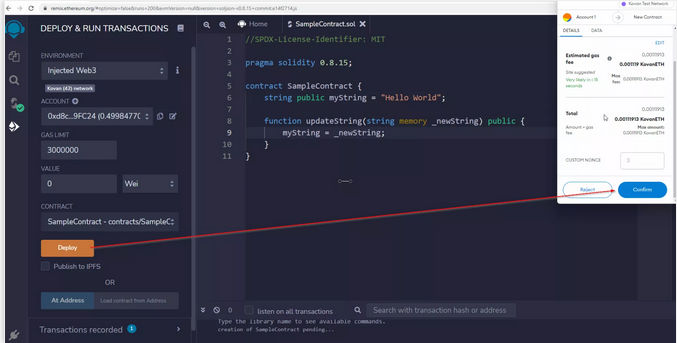 remix.ethereum.org/#optimize=false&runs=200&evmVersion=null&version=soljson-v0.8.15+commit.e14f2714.js
DEPLOY & RUN TRANSACTIONS
ENVIRONMENT
Injected Web3
Kovan (42) network
ACCOUNT
0xd8c...9FC24 (0.4998477(
GAS LIMIT
3000000
VALUE
0
Wei
CONTRACT
SampleContract - contracts/SampleC
Deploy
Publish to IPFS
OR
At Address
Load contract from Address
Transactions recorded 1
Home
SampleContract.sol
1 //SPDX-License-Identifier: MIT
2
3 pragma solidity 0.8.15;
4
5 contract SampleContract {
6 string public myString = "Hello World";
7
8 function updateString(string memory _newString) public {
9 myString = _newString;
10 }
11 }
0
listen on all transactions
Search with transaction hash or address
Type the library name to see available commands.
creation of SampleContract pending...
Kovan Test Network
Account 1
New Contract
DETAILS
DATA
EDIT
Estimated gas
fee
0.00111913
0.001119 KovanETH
Site suggested
Very likely in < 15
seconds
Max
fee:
0.00111913 KovanETH
Total
0.00111913
0.00111913 KovanETH
Amount + gas
fee
Max amount:
0.00111913 KovanETH
CUSTOM NONCE
3
Reject
Confirm